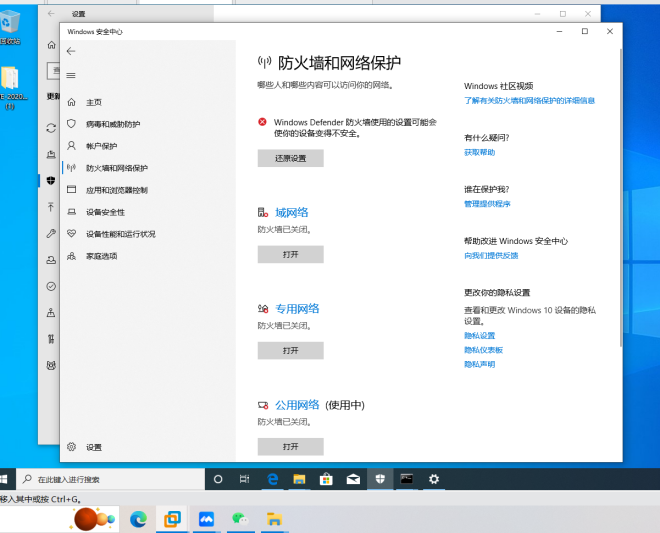 设置
Windows 安全中心
主页
病毒和威胁防护
帐户保护
防火墙和网络保护
应用和浏览器控制
设备安全性
设备性能和运行状况
家庭选项
设置
防火墙和网络保护
哪些人和哪些内容可以访问你的网络。
Windows Defender 防火墙使用的设置可能会
使你的设备变得不安全。
还原设置
域网络
防火墙已关闭。
打开
专用网络
防火墙已关闭。
打开
公用网络 (使用中)
防火墙已关闭。
打开
Windows 社区视频
了解有关防火墙和网络保护的详细信息
有什么疑问?
获取帮助
谁在保护我?
管理提供程序
帮助改进 Windows 安全中心
向我们提供反馈
更改你的隐私设置
查看和更改 Windows 10 设备的隐私
设置。
隐私设置
隐私仪表板
隐私声明
在此键入进行搜索
移入其中或按 Ctrl+G。